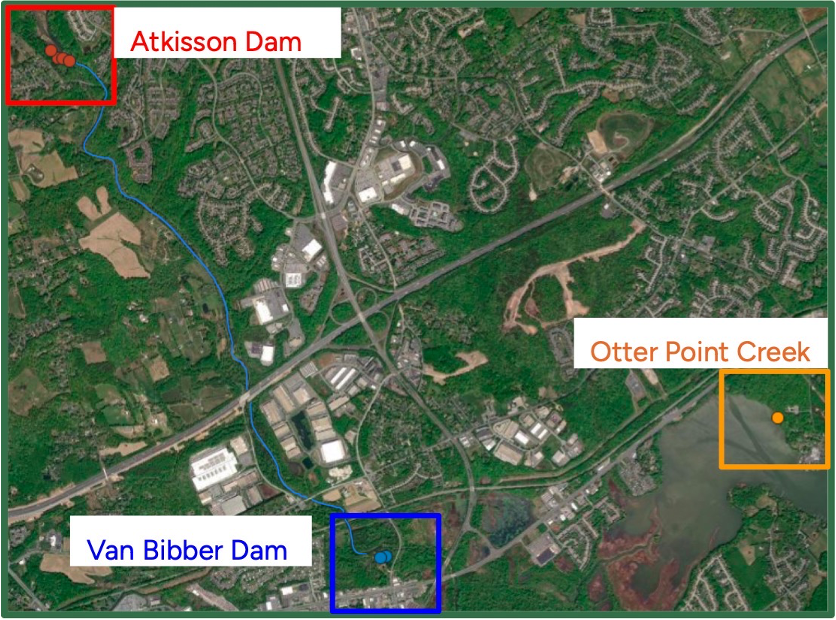 Atkisson Dam
Otter Point Creek
Van Bibber Dam